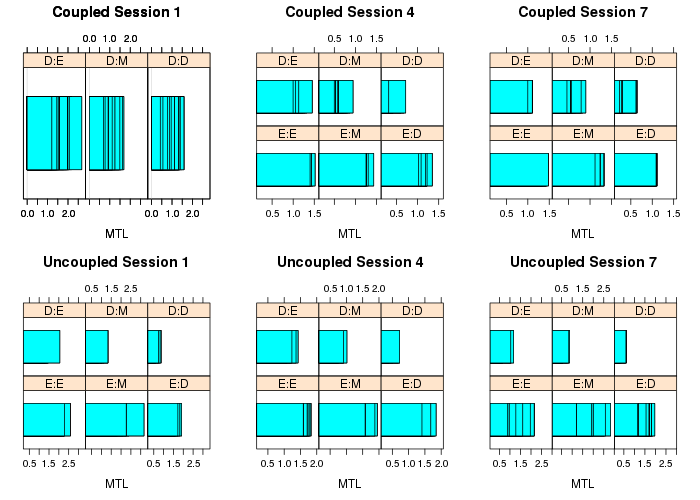 Coupled Session 1
0.0 1.0 2.0
D:E D:M D:D
0.0 1.0 2.0 0.0 1.0 2.0
MTL
Coupled Session 4
0.5 1.0 1.5
D:E D:M D:D
E:E E:M E:D
0.5 1.0 1.5 0.5 1.0 1.5
MTL
Coupled Session 7
0.5 1.0 1.5
D:E D:M D:D
E:E E:M E:D
0.5 1.0 1.5 0.5 1.0 1.5
MTL
Uncoupled Session 1
0.5 1.5 2.5
D:E D:M D:D
E:E E:M E:D
0.5 1.5 2.5 0.5 1.5 2.5
MTL
Uncoupled Session 4
0.5 1.0 1.5 2.0
D:E D:M D:D
E:E E:M E:D
0.5 1.0 1.5 2.0 0.5 1.0 1.5 2.0
MTL
Uncoupled Session 7
0.5 1.5 2.5
D:E D:M D:D
E:E E:M E:D
0.5 1.5 2.5 0.5 1.5 2.5
MTL